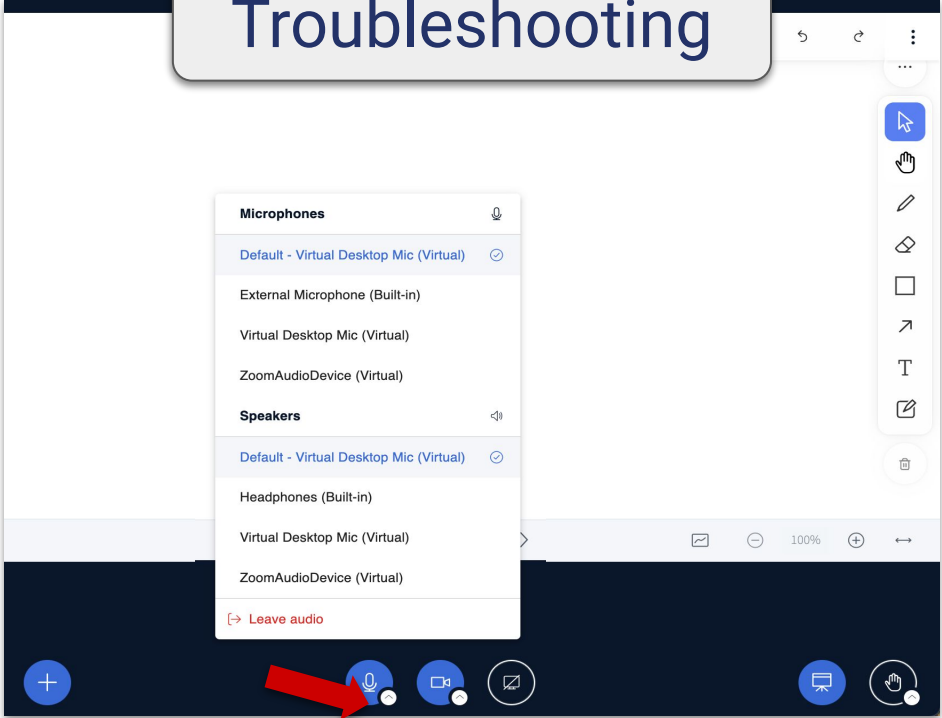 Troubleshooting
Microphones
Default - Virtual Desktop Mic (Virtual)
External Microphone (Built-in)
Virtual Desktop Mic (Virtual)
ZoomAudioDevice (Virtual)
Speakers
Default - Virtual Desktop Mic (Virtual)
Headphones (Built-in)
Virtual Desktop Mic (Virtual)
ZoomAudioDevice (Virtual)
Leave audio
T
100%